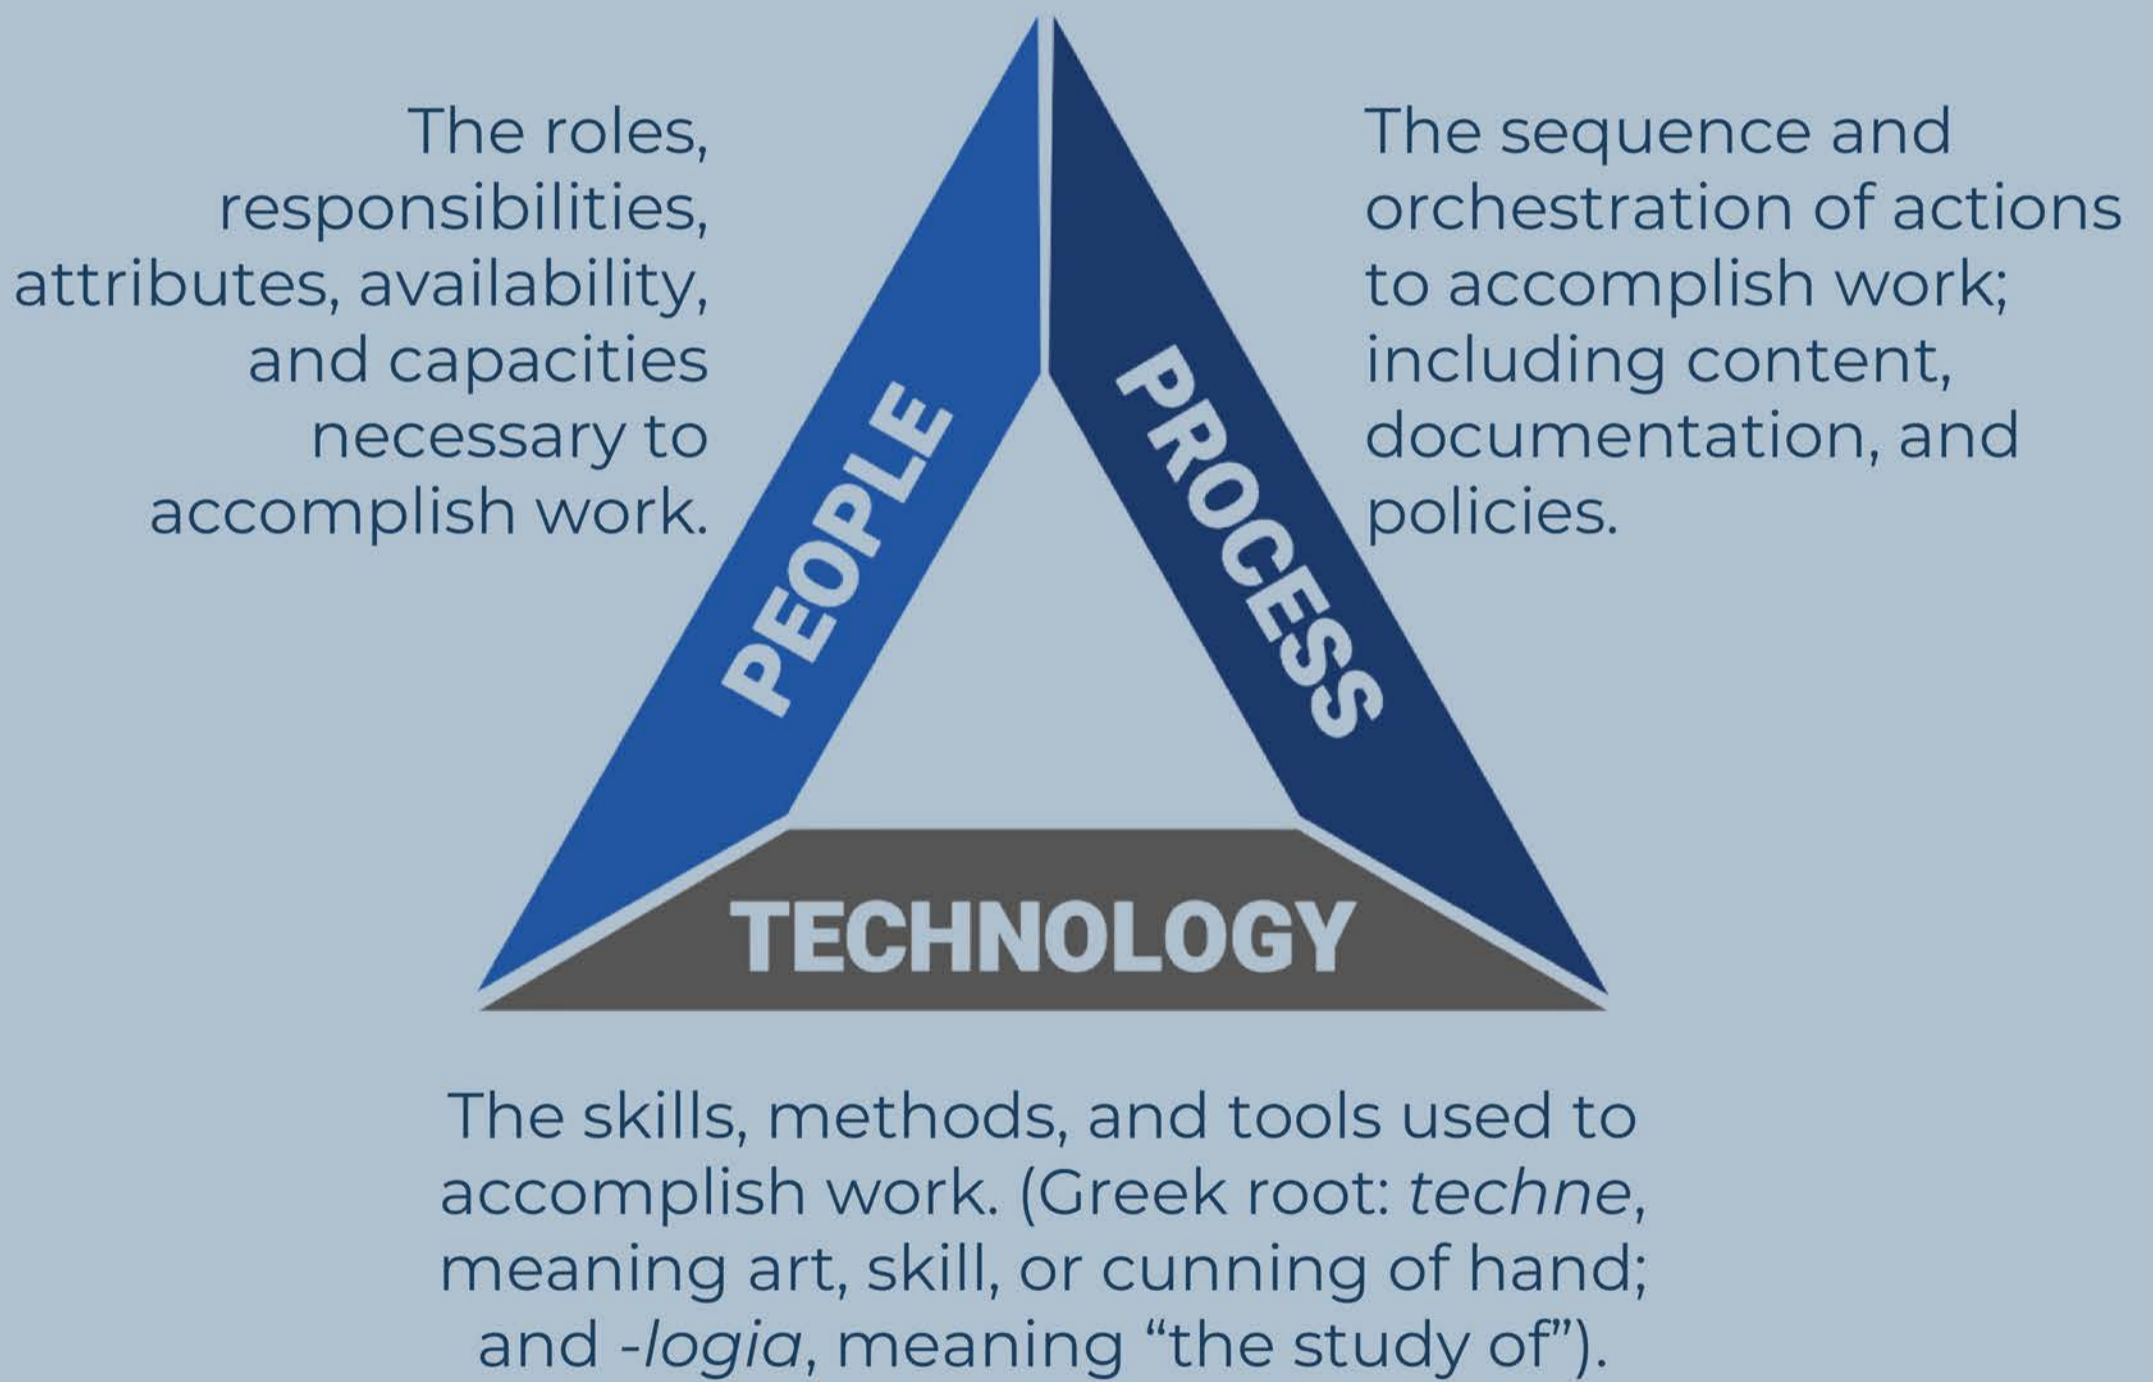 The roles,
responsibilities,
attributes, availability,
and capacities
necessary to
accomplish work.
PEOPLE
PROCESS
The sequence and
orchestration of actions
to accomplish work;
including content,
documentation, and
policies.
TECHNOLOGY
The skills, methods, and tools used to
accomplish work. (Greek root: techne,
meaning art, skill, or cunning of hand;
and -logia, meaning “the study of”).